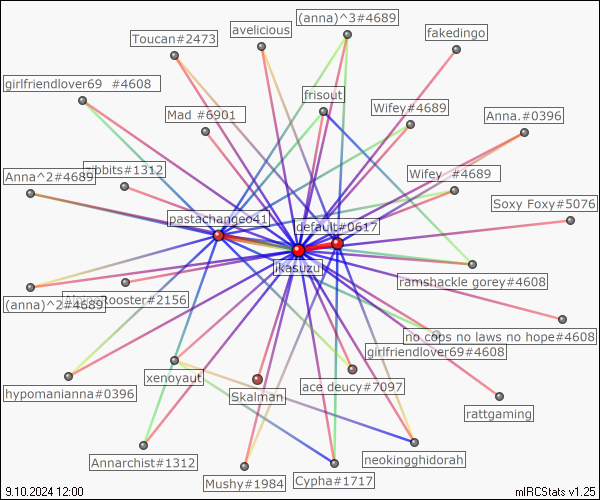 (anna)^3#4689
avelicious
fakedingo
Toucan#2473
girlfriendlover69 #4608
frisout
Mad #6901
Wifey#4689
Anna.#0396
Anna^2#4689
ribbits#1312
Wifey #4689
Soxy Foxy#5076
pastachangeo41
default#0617
ikasuzu
ramshackle gorey#4608
(anna)^2#4689
Rooster#2156
no cops no laws no hope#4608
girlfriendlover69#4608
hypomanianna#0396
xenoyaut
Skalman
ace deucy#7097
rattgaming
Annarchist#1312
Mushy#1984
Cypha#1717
neokingghidorah
9.10.2024 12:00
mIRCStats v1.25